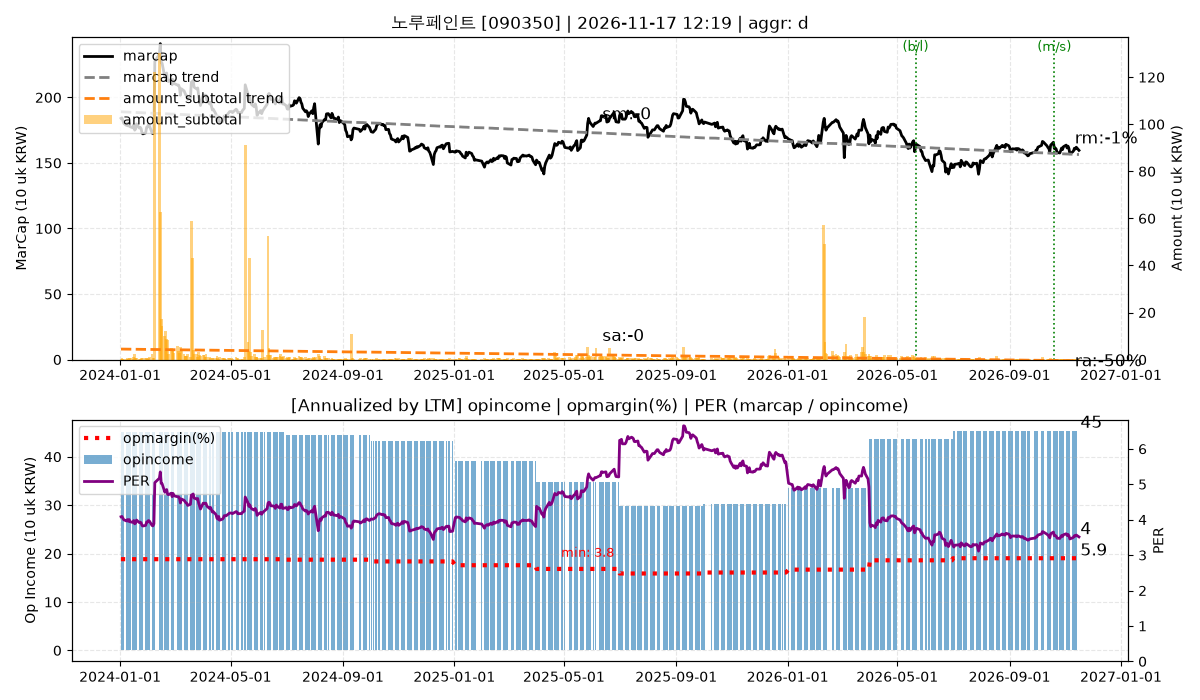 노루페인트 [090350] | 2026-11-17 12:19 | aggr: d
(b/l)
(m/s)
marcap
marcap trend
amount_subtotal trend
amount_subtotal
MarCap (10 uk KRW)
200
150
100
50
0
sm:-0
rm:-1%
sa:-0
ra:-50%
120
100
80
60
40
20
0
Amount (10 uk KRW)
2024-01-01
2024-05-01
2024-09-01
2025-01-01
2025-05-01
2025-09-01
2026-01-01
2026-05-01
2026-09-01
2027-01-01
[Annualized by LTM] opincome | opmargin(%) | PER (marcap / opincome)
opmargin(%)
opincome
PER
Op Income (10 uk KRW)
40
30
20
10
0
min: 3.8
45
4
5.9
6
5
4
3
2
1
0
PER
2024-01-01
2024-05-01
2024-09-01
2025-01-01
2025-05-01
2025-09-01
2026-01-01
2026-05-01
2026-09-01
2027-01-01